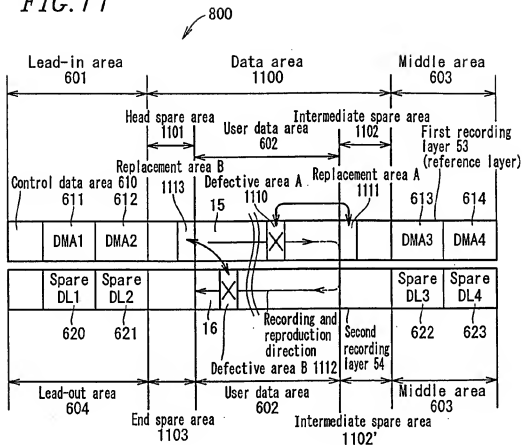 FIG. 11
800
Lead-in area
601
Data area
1100
Middle area
603
Head spare area
1101
User data area
602
Intermediate spare area
1102
First recording
layer 53
(reference layer)
Replacement area B
1113
Defective area A
1110
Replacement area A
1111
Control data area 610
611
612
15
613
614
DMA1
DMA2
DMA3
DMA4
Spare
DL1
Spare
DL2
Spare
DL3
Spare
DL4
620
621
16
Recording and
reproduction
direction
Defective area B 1112
Second
recording
layer 54
622
623
Lead-out area
604
User data area
602
Middle area
603
End spare area
1103
Intermediate spare area
1102'